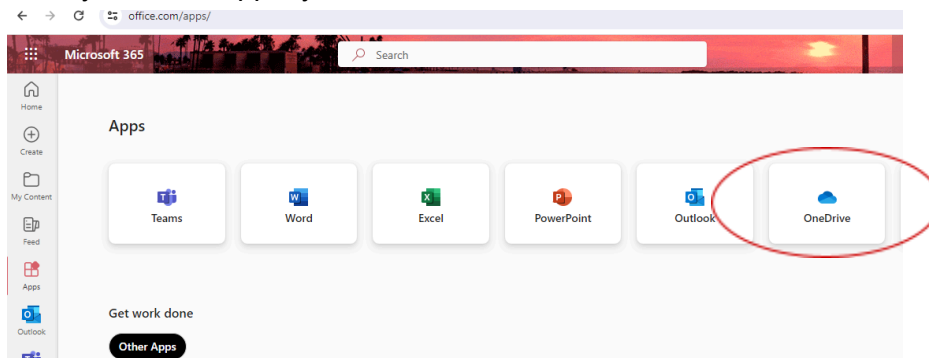 office.com/apps/
Microsoft 365
Search
Home
Create
My Content
Feed
Apps
Outlook
Apps
Teams
Word
Excel
PowerPoint
Outlook
OneDrive
Get work done
Other Apps